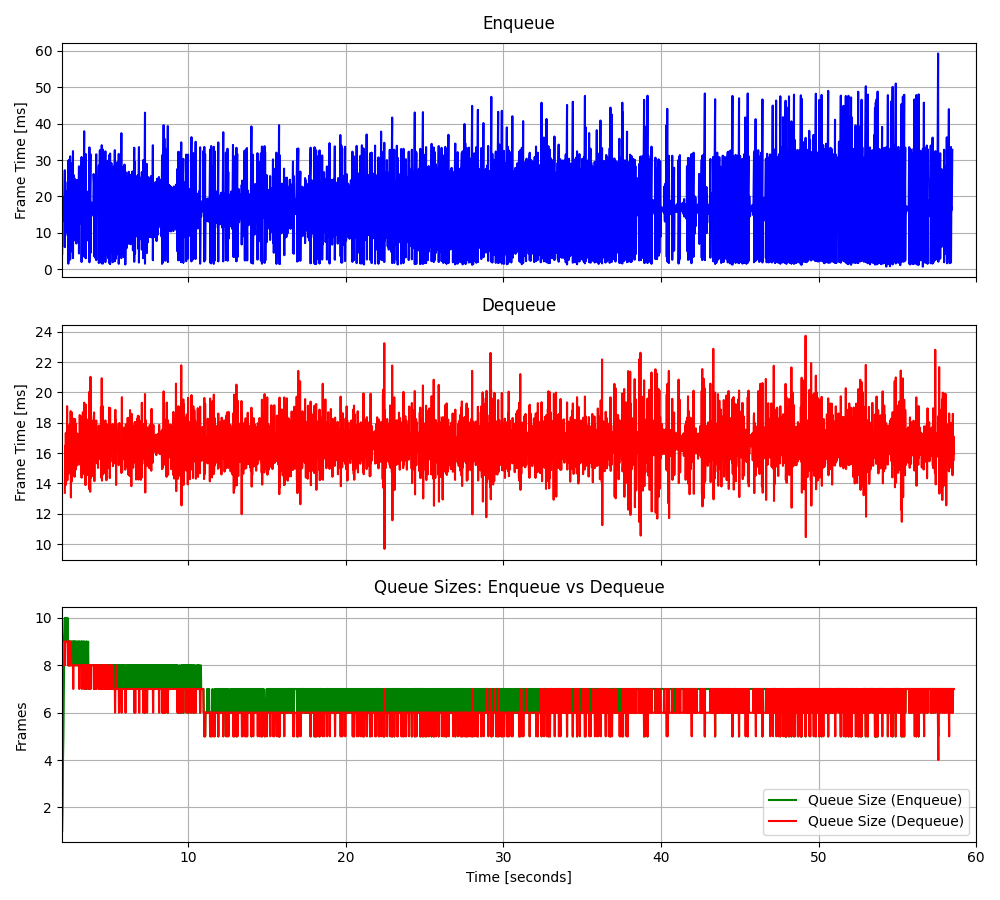 Enqueue
Frame Time [ms]
60
50
40
30
20
10
0
Dequeue
Frame Time [ms]
24
22
20
18
16
14
12
10
Queue Sizes: Enqueue vs Dequeue
Frames
10
8
6
4
2
Queue Size (Enqueue)
Queue Size (Dequeue)
10 20 30 40 50 60
Time [seconds]